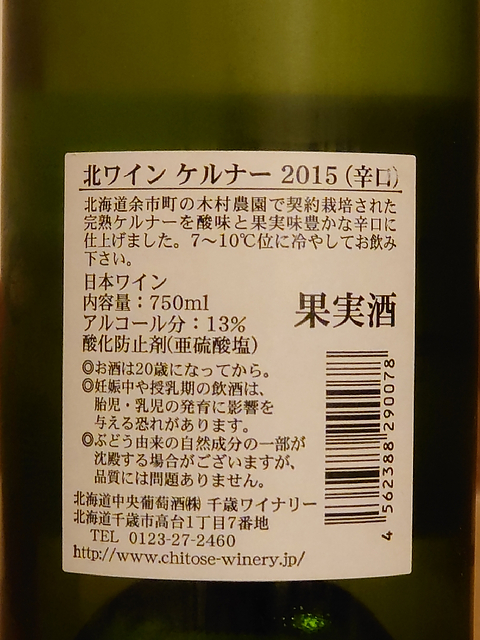 北ワイン ケルナー 2015(辛口)
北海道余市町の木村農園で契約栽培された
完熟ケルナーを酸味と果実味豊かな辛口に
仕上げました。7〜10℃位に冷やしてお飲み
下さい。
日本ワイン
内容量：750ml
アルコール分：13%
酸化防止剤(亜硫酸塩)
果実酒
◎お酒は20歳になってから。
◎妊娠中や授乳期の飲酒は、
胎児・乳児の発育に影響を
与える恐れがあります。
◎ぶどう由来の自然成分の一部が
沈殿する場合がございますが、
品質には問題ありません。
北海道中央葡萄酒㈱ 千歳ワイナリー
北海道千歳市高台1丁目7番地
TEL 0123-27-2460
http://www.chitose-winery.jp/
4 562388 290078